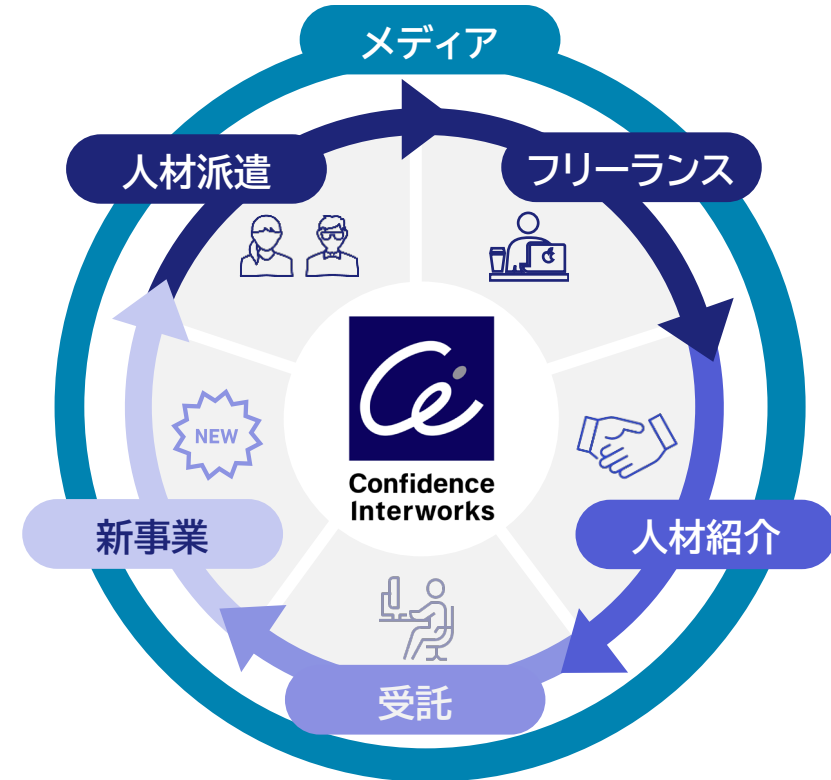 メディア
人材派遣
フリーランス
NEW
Ci
Confidence
Interworks
新事業
人材紹介
受託